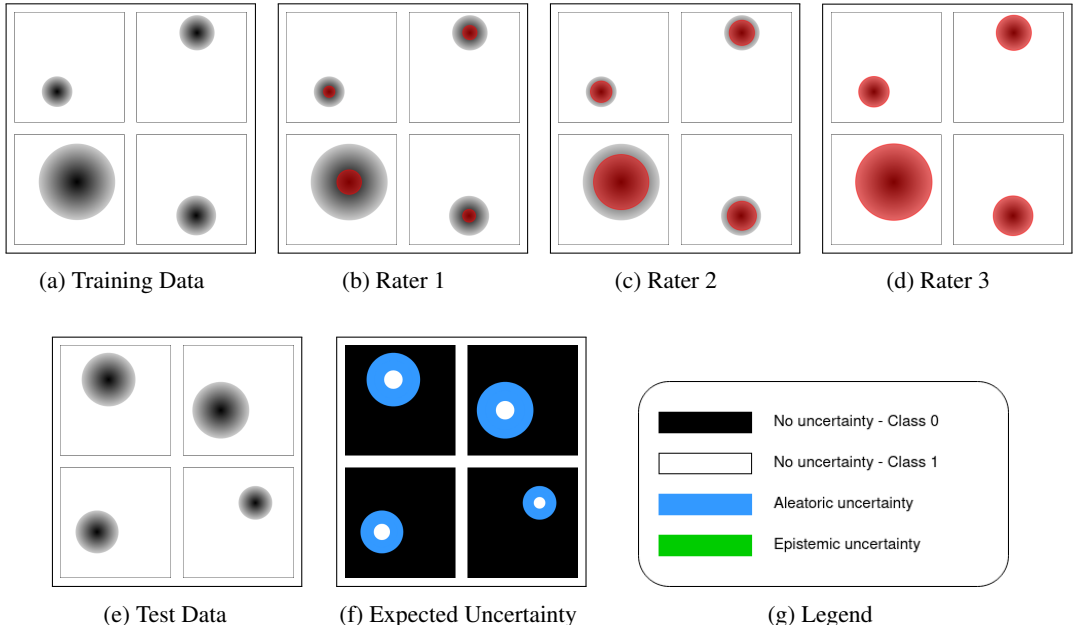 (a) Training Data
(b) Rater 1
(c) Rater 2
(d) Rater 3
No uncertainty - Class 0
No uncertainty - Class 1
Aleatoric uncertainty
Epistemic uncertainty
(e) Test Data
(f) Expected Uncertainty
(g) Legend